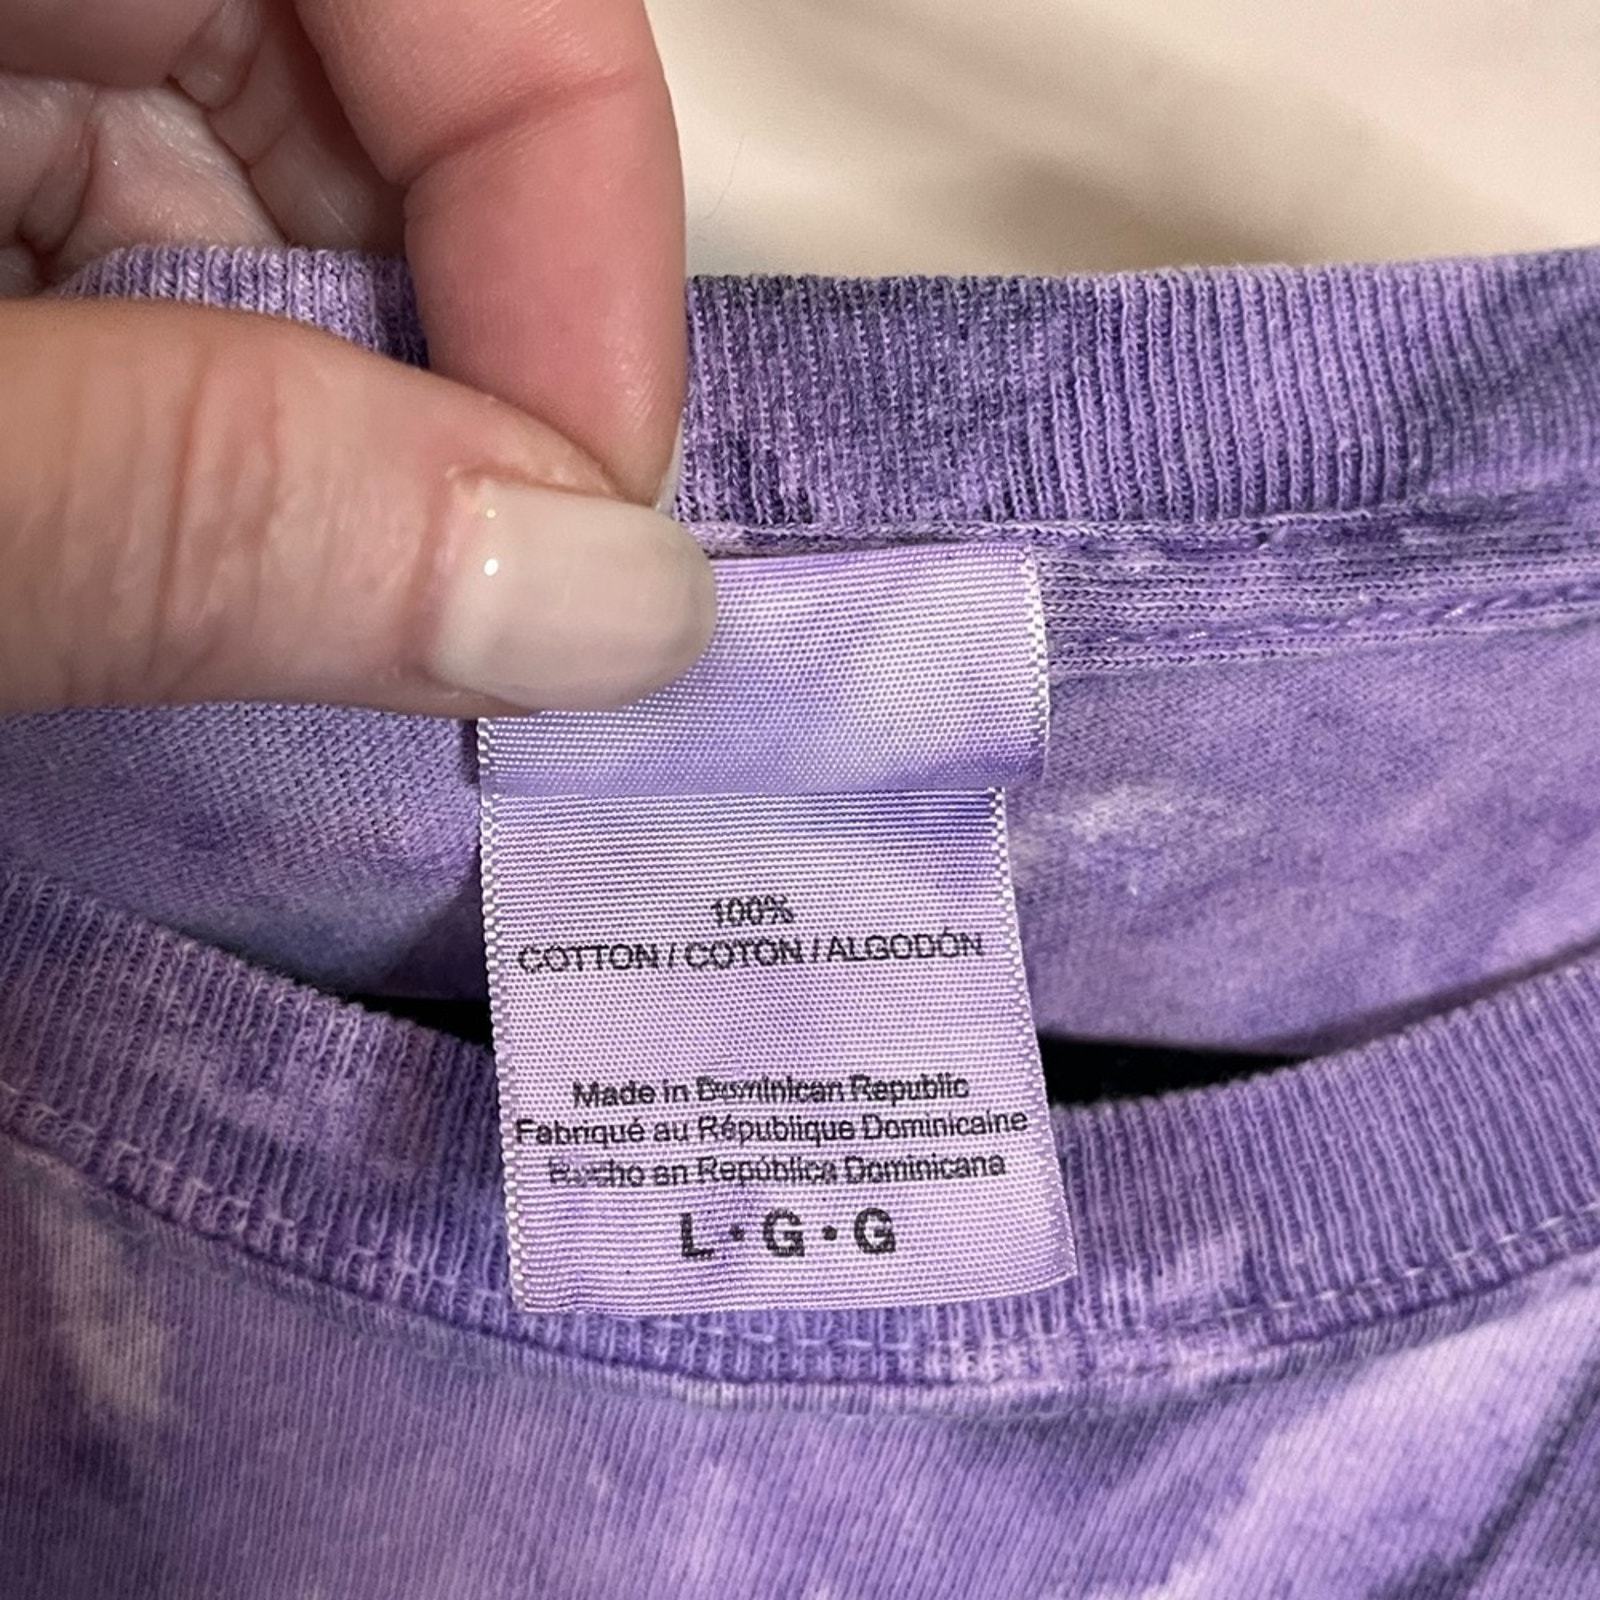 100%
COTTON / COTON / ALGODÓN
Made in Dominican Republic
Fabriqué au République Dominicaine
Hecho en República Dominicana
L • G • G